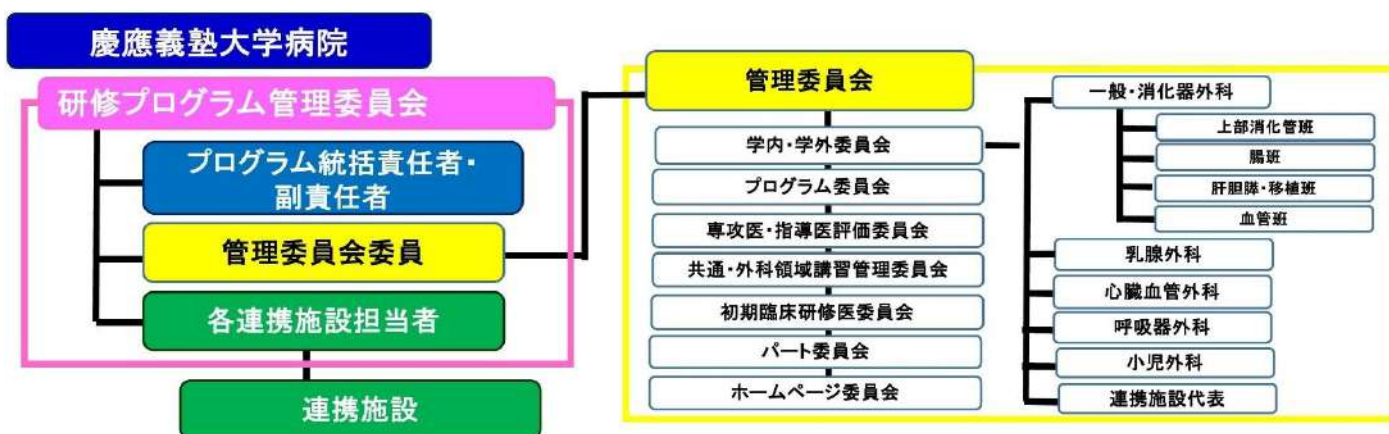 慶應義塾大学病院
研修プログラム管理委員会
プログラム統括責任者・
副責任者
管理委員会委員
各連携施設担当者
連携施設
管理委員会
学内・学外委員会
プログラム委員会
専攻医・指導医評価委員会
共通・外科領域講習管理委員会
初期臨床研修医委員会
パート委員会
ホームページ委員会
一般・消化器外科
上部消化管班
腸班
肝胆膵・移植班
血管班
乳腺外科
心臓血管外科
呼吸器外科
小児外科
連携施設代表